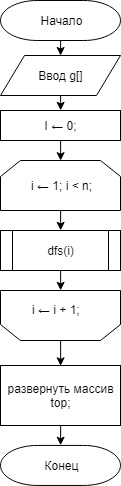 Начало
Ввод g[]
I ← 0;
i ← 1; i < n;
dfs(i)
i ← i + 1;
развернуть массив
top;
Конец